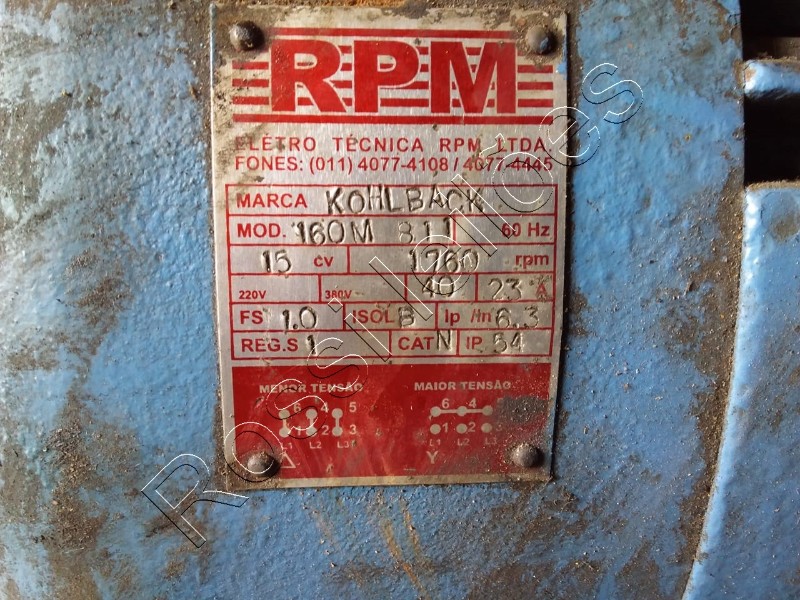 RPM
ELETRO TÉCNICA RPM LTDA.
FONES: (011) 4077-4108 / 4077-4445
MARCA KOHLBACK
MOD. 160M 811 60 Hz
15 cv 1760 rpm
220V 380V 40 23 A
FS 1.0 ISOL B Ip /In 6.3
REG.S 1 CAT N IP 54
MENOR TENSÃO MAIOR TENSÃO
6 4 5 6 4
1 2 3 1 2 3
L1 L2 L3 L1 L2 L3
Y
Rossi leilões